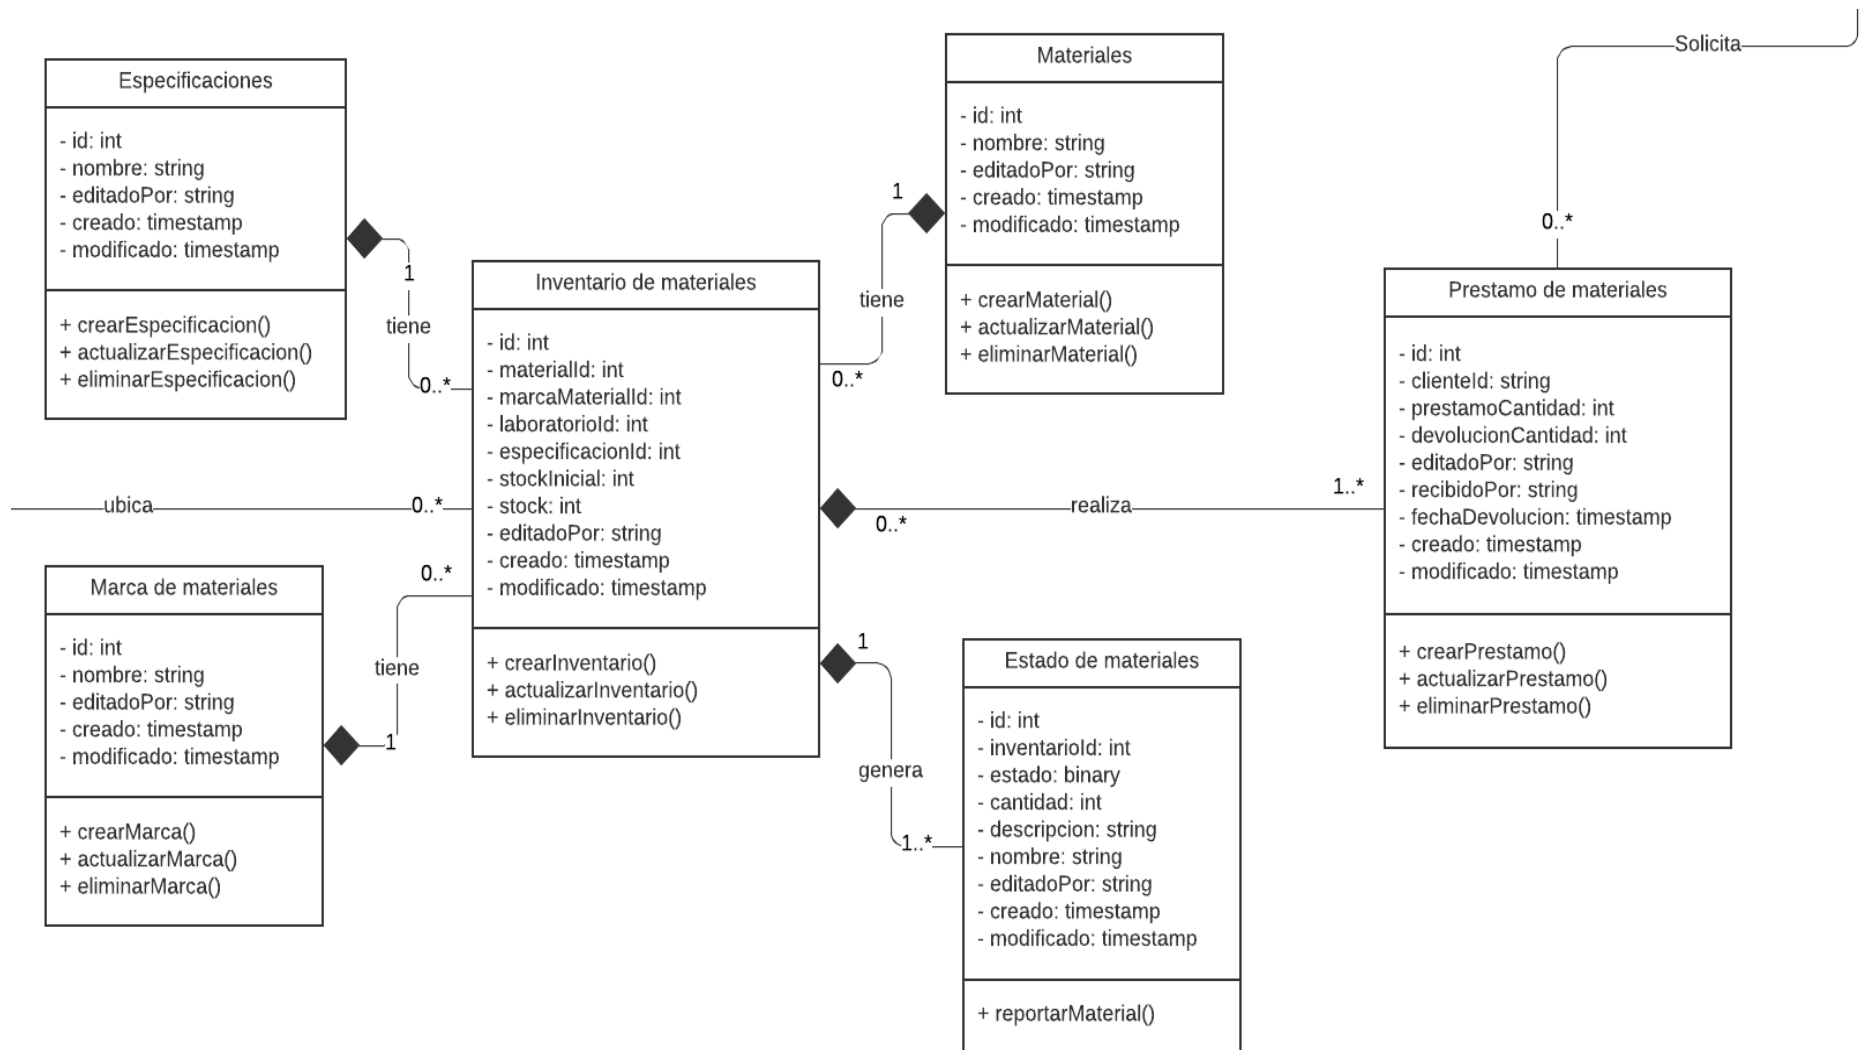 Especificaciones
- id: int
- nombre: string
- editadoPor: string
- creado: timestamp
- modificado: timestamp
+ crearEspecificacion()
+ actualizarEspecificacion()
+ eliminarEspecificacion()
1
tiene
0..*
Materiales
- id: int
- nombre: string
- editadoPor: string
- creado: timestamp
- modificado: timestamp
+ crearMaterial()
+ actualizarMaterial()
+ eliminarMaterial()
1
tiene
0..*
Solicita
0..*
Inventario de materiales
- id: int
- materialId: int
- marcaMaterialId: int
- laboratorioId: int
- especificacionId: int
- stockInicial: int
- stock: int
- editadoPor: string
- creado: timestamp
- modificado: timestamp
+ crearInventario()
+ actualizarInventario()
+ eliminarInventario()
ubica
0..*
0..*
realiza
1..*
Prestamo de materiales
- id: int
- clienteId: string
- prestamoCantidad: int
- devolucionCantidad: int
- editadoPor: string
- recibidoPor: string
- fechaDevolucion: timestamp
- creado: timestamp
- modificado: timestamp
+ crearPrestamo()
+ actualizarPrestamo()
+ eliminarPrestamo()
Marca de materiales
- id: int
- nombre: string
- editadoPor: string
- creado: timestamp
- modificado: timestamp
+ crearMarca()
+ actualizarMarca()
+ eliminarMarca()
0..*
tiene
1
1
genera
1..*
Estado de materiales
- id: int
- inventarioId: int
- estado: binary
- cantidad: int
- descripcion: string
- nombre: string
- editadoPor: string
- creado: timestamp
- modificado: timestamp
+ reportarMaterial()